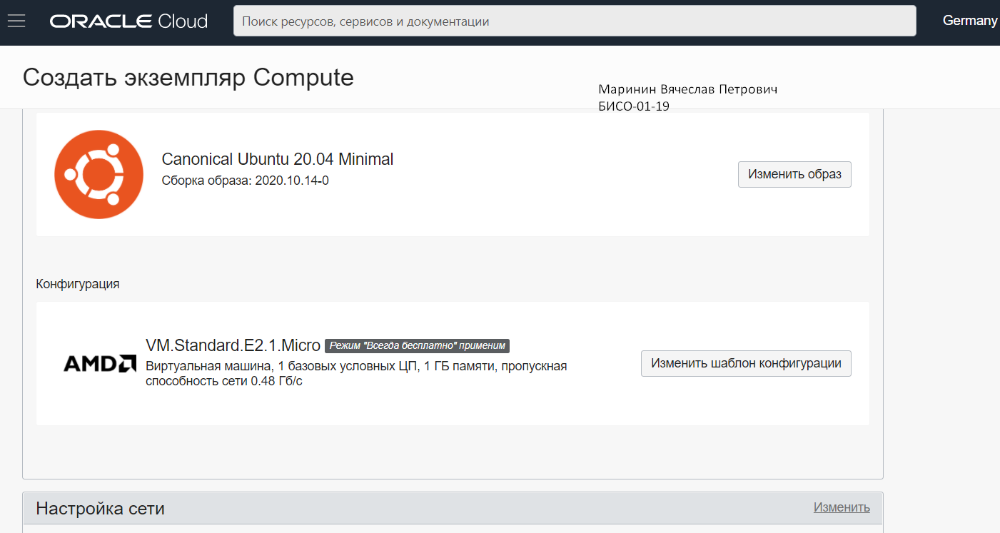 ORACLE Cloud
Поиск ресурсов, сервисов и документации
Germany
Создать экземпляр Compute
Маринин Вячеслав Петрович
БИСО-01-19
Canonical Ubuntu 20.04 Minimal
Сборка образа: 2020.10.14-0
Изменить образ
Конфигурация
AMD
VM.Standard.E2.1.Micro
Режим "Всегда бесплатно" применим
Виртуальная машина, 1 базовых условных ЦП, 1 ГБ памяти, пропускная
способность сети 0.48 Гб/с
Изменить шаблон конфигурации
Настройка сети
Изменить